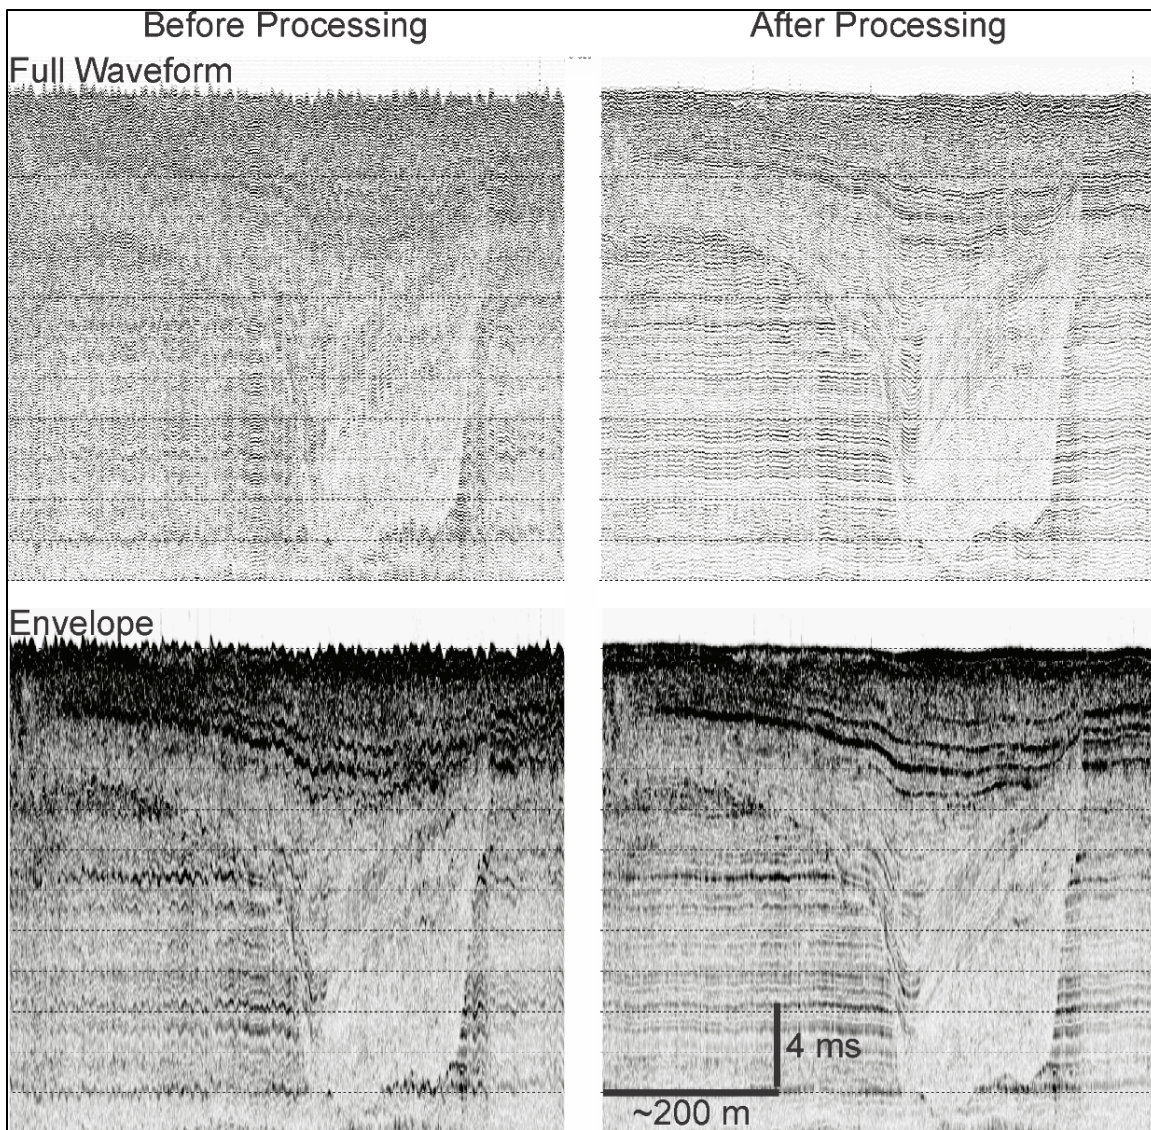 Before Processing
After Processing
Full Waveform
Envelope
4 ms
~200 m